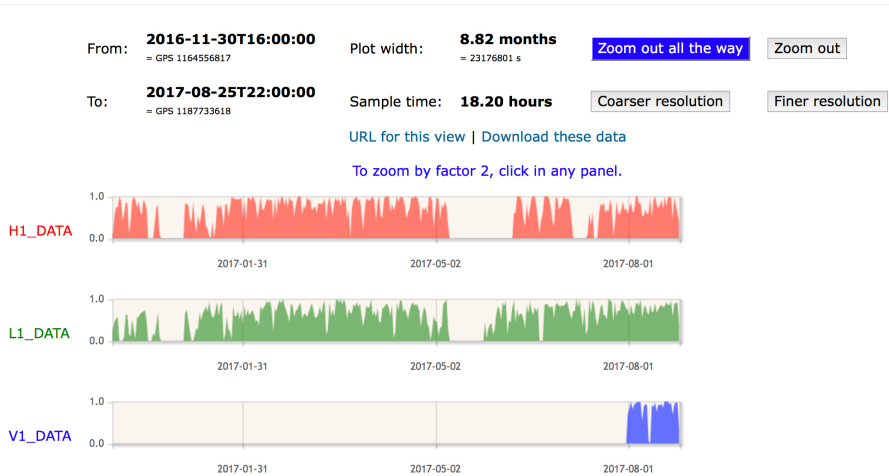 From: 2016-11-30T16:00:00 Plot width: 8.82 months Zoom out all the way Zoom out
= GPS 1164556817 = 23176801 s
To: 2017-08-25T22:00:00 Sample time: 18.20 hours Coarser resolution Finer resolution
= GPS 1187733618
URL for this view | Download these data
To zoom by factor 2, click in any panel.
1.0
H1_DATA
0.0
2017-01-31 2017-05-02 2017-08-01
1.0
L1_DATA
0.0
2017-01-31 2017-05-02 2017-08-01
1.0
V1_DATA
0.0
2017-01-31 2017-05-02 2017-08-01